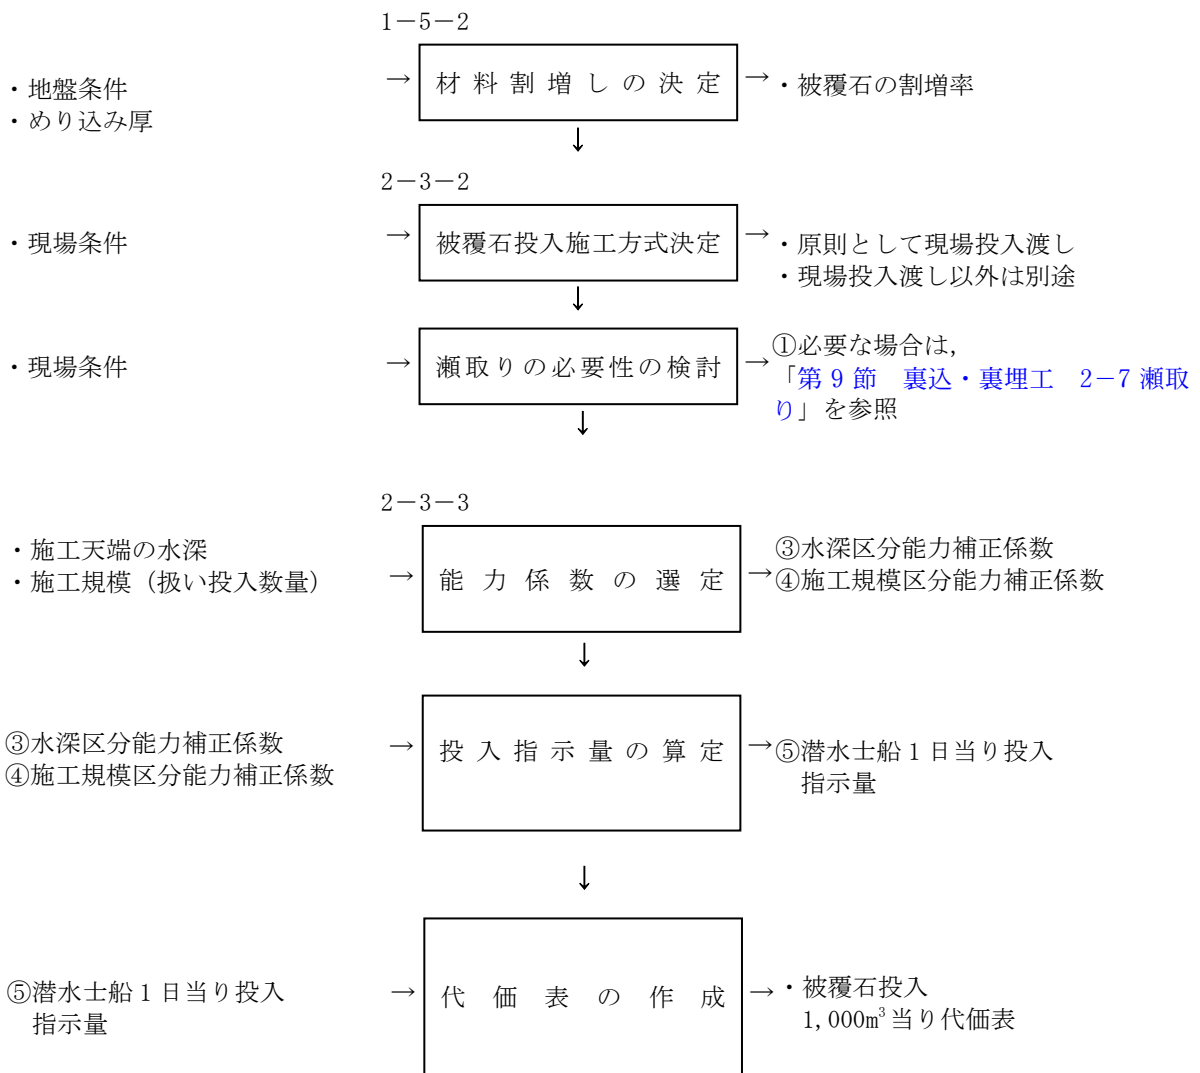 1－5－2
・地盤条件
・めり込み厚
→
材料割増しの決定
→
・被覆石の割増率
↓
2－3－2
・現場条件
→
被覆石投入施工方式決定
→
・原則として現場投入渡し
・現場投入渡し以外は別途
↓
・現場条件
→
瀬取りの必要性の検討
→
①必要な場合は,
「第9節　裏込・裏埋工　2－7瀬取
り」を参照
↓
2－3－3
・施工天端の水深
・施工規模（扱い投入数量）
→
能力係数の選定
→
③水深区分能力補正係数
④施工規模区分能力補正係数
↓
③水深区分能力補正係数
④施工規模区分能力補正係数
→
投入指示量の算定
→
⑤潜水士船1日当り投入
指示量
↓
⑤潜水士船1日当り投入
指示量
→
代価表の作成
→
・被覆石投入
1,000m³当り代価表